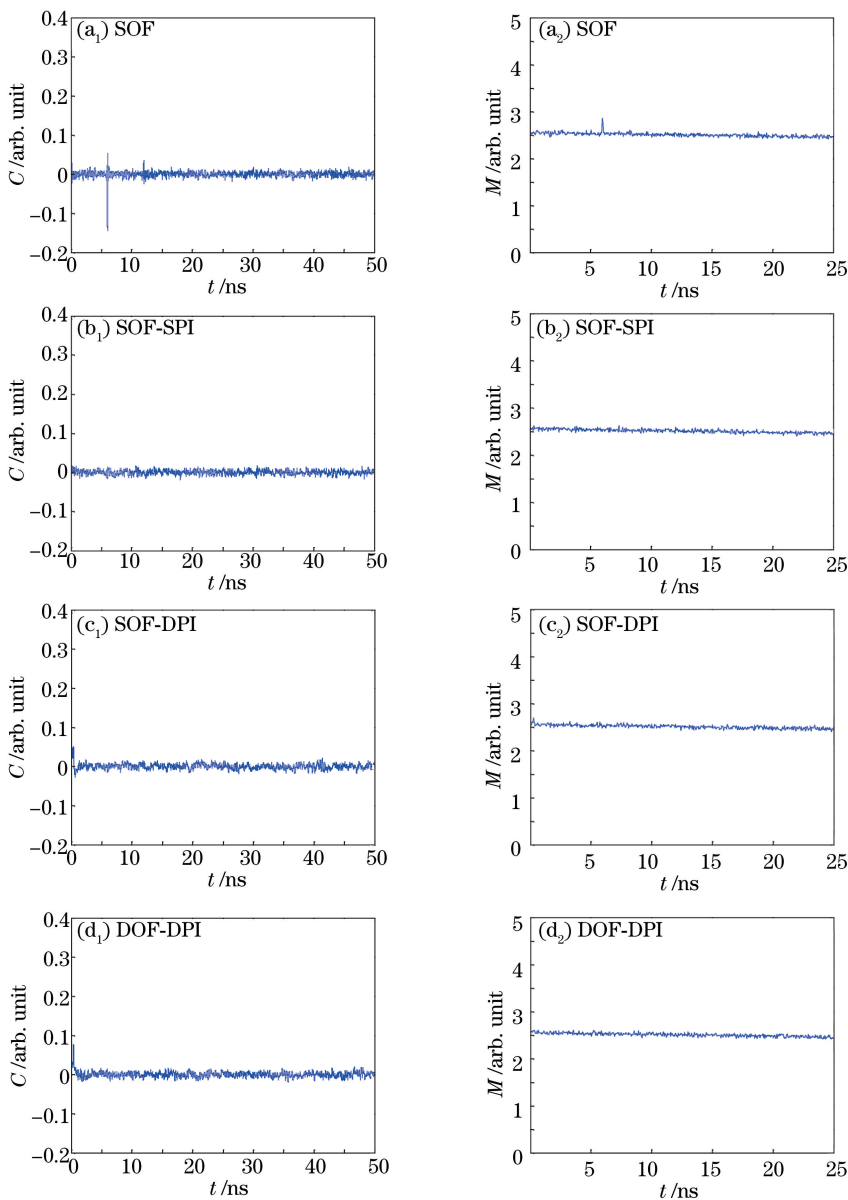 (a₁) SOF
0.4
0.3
0.2
0.1
0
−0.1
−0.2
C /arb. unit
0 10 20 30 40 50
t /ns
(a₂) SOF
5
4
3
2
1
0
M /arb. unit
5 10 15 20 25
t /ns
(b₁) SOF-SPI
0.4
0.3
0.2
0.1
0
−0.1
−0.2
C /arb. unit
0 10 20 30 40 50
t /ns
(b₂) SOF-SPI
5
4
3
2
1
0
M /arb. unit
5 10 15 20 25
t /ns
(c₁) SOF-DPI
0.4
0.3
0.2
0.1
0
−0.1
−0.2
C /arb. unit
0 10 20 30 40 50
t /ns
(c₂) SOF-DPI
5
4
3
2
1
0
M /arb. unit
5 10 15 20 25
t /ns
(d₁) DOF-DPI
0.4
0.3
0.2
0.1
0
−0.1
−0.2
C /arb. unit
0 10 20 30 40 50
t /ns
(d₂) DOF-DPI
5
4
3
2
1
0
M /arb. unit
5 10 15 20 25
t /ns